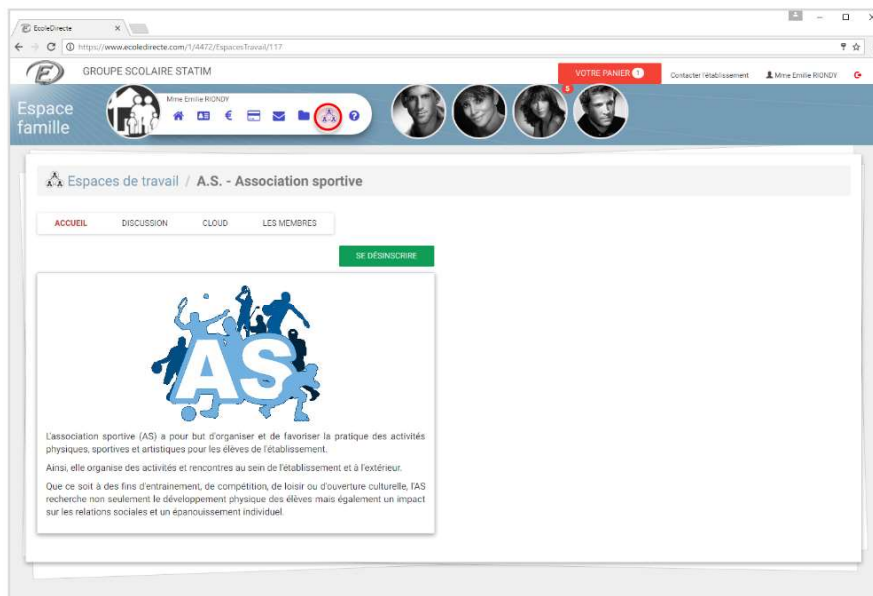 EcoleDirecte
https://www.ecoledirecte.com/1/4472/EspacesTravail/117
GROUPE SCOLAIRE STATIM
VOTRE PANIER 1
Contacter l'établissement
Mme Emilie RIONDY
Espace
famille
Mme Emilie RIONDY
€
A
A A
?
5
Espaces de travail / A.S. - Association sportive
ACCUEIL
DISCUSSION
CLOUD
LES MEMBRES
SE DÉSINSCRIRE
AS
L'association sportive (AS) a pour but d'organiser et de favoriser la pratique des activités
physiques, sportives et artistiques pour les élèves de l'établissement.
Ainsi, elle organise des activités et rencontres au sein de l'établissement et à l'extérieur.
Que ce soit à des fins d'entrainement, de compétition, de loisir ou d'ouverture culturelle, l'AS
recherche non seulement le développement physique des élèves mais également un impact
sur les relations sociales et un épanouissement individuel.